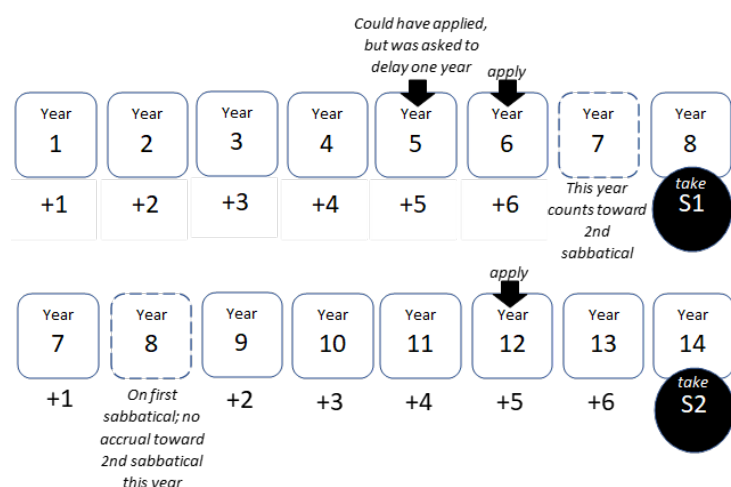 Could have applied,
but was asked to
delay one year
apply
Year Year Year Year Year Year Year Year
1 2 3 4 5 6 7 8
+1 +2 +3 +4 +5 +6
This year
counts toward
2nd
sabbatical
take
S1
apply
Year Year Year Year Year Year Year Year
7 8 9 10 11 12 13 14
+1 +2 +3 +4 +5 +6
On first
sabbatical; no
accrual toward
2nd sabbatical
this year
take
S2